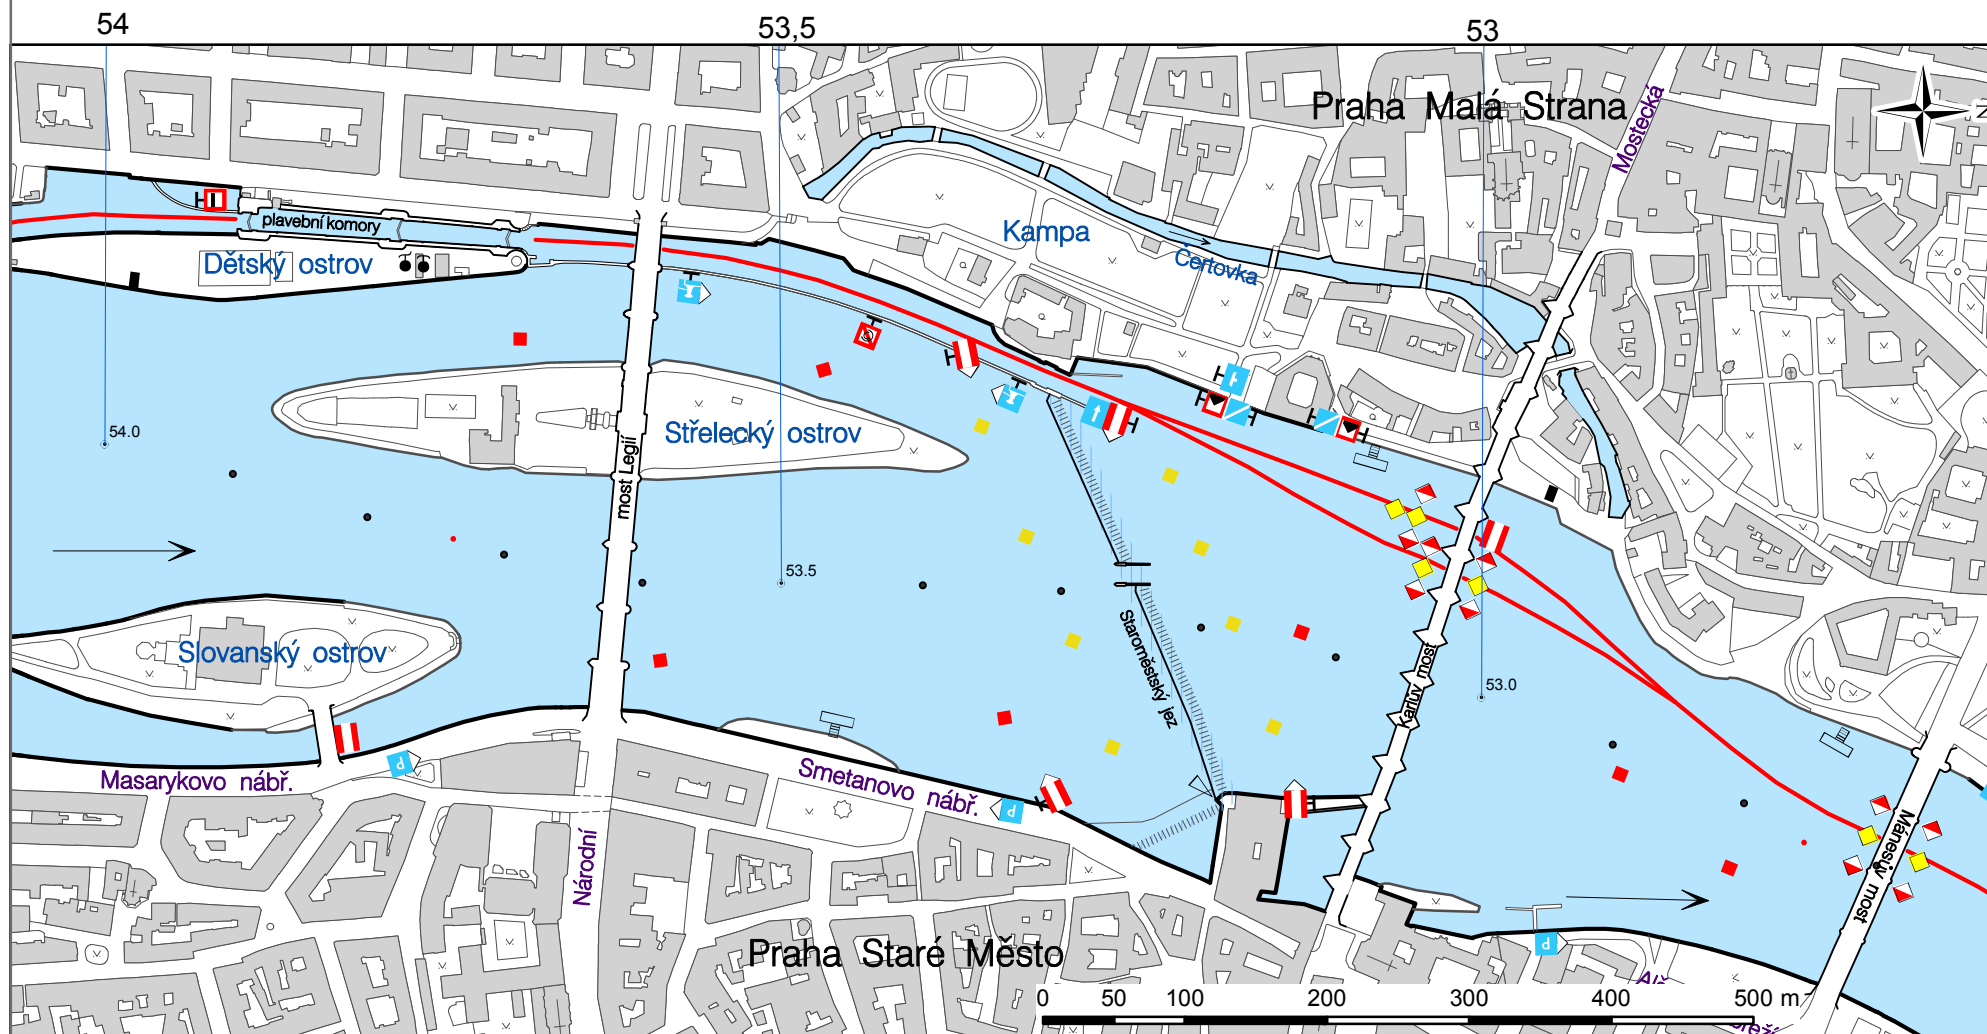 54
53,5
53
Praha Malá Strana
Mostecká
N
plavební komory
Kampa
Čertovka
Dětský ostrov
54.0
Střelecký ostrov
most Legií
53.5
Staroměstský jez
Karlův most
53.0
Slovanský ostrov
Masarykovo nábř.
Smetanovo nábř.
P
P
P
Národní
Mánesův most
Praha Staré Město
0 50 100 200 300 400 500 m